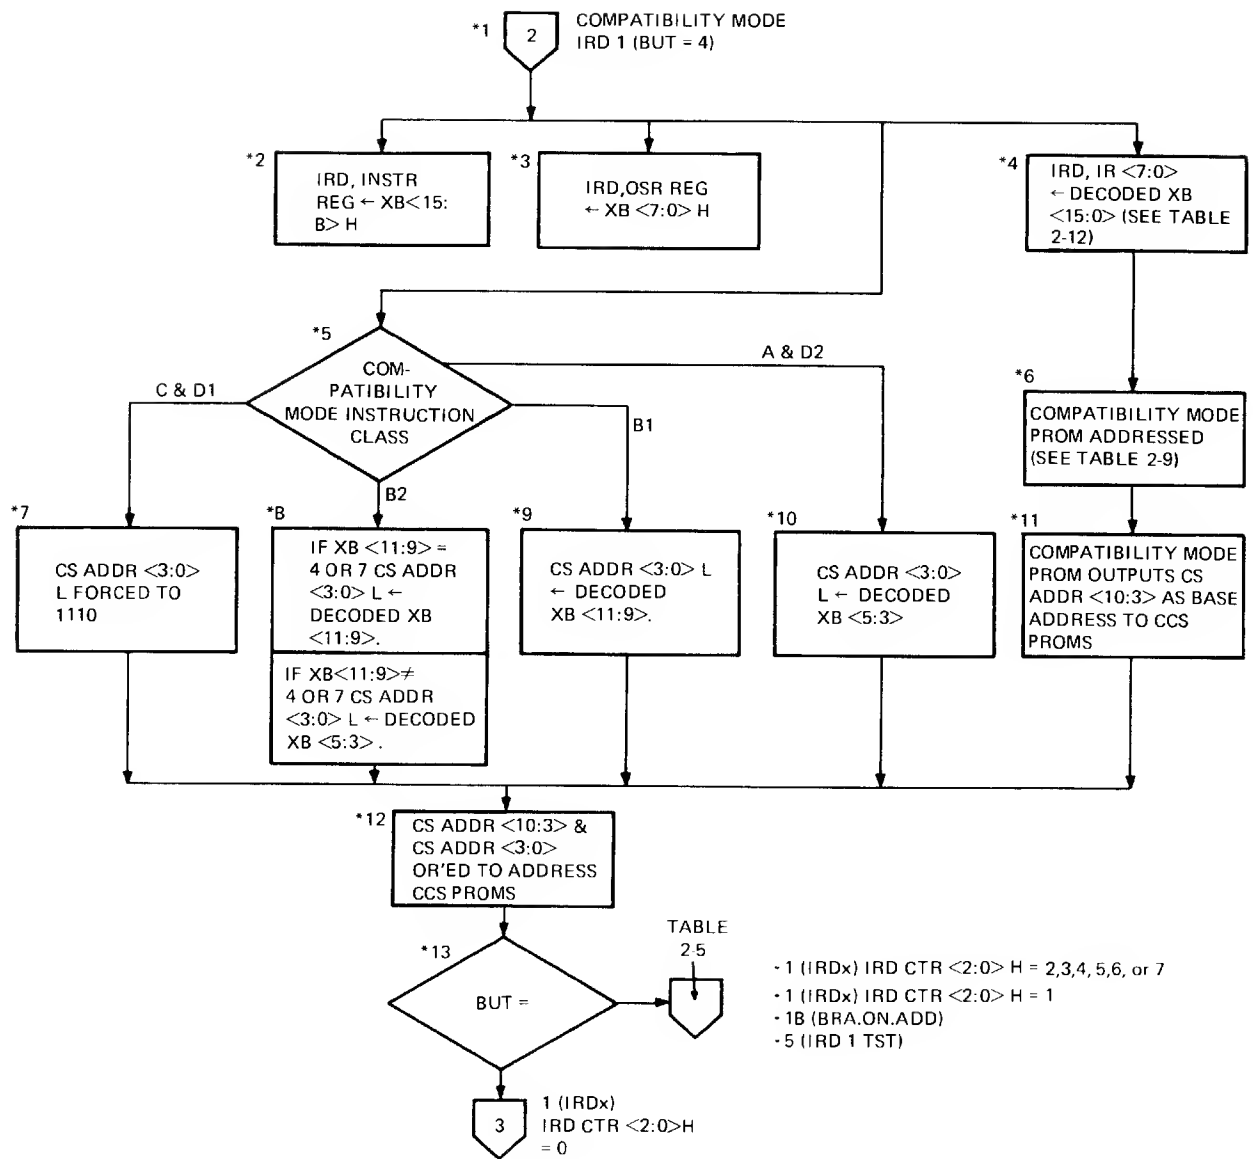 *1
2
COMPATIBILITY MODE
IRD 1 (BUT = 4)
*2
IRD, INSTR
REG ← XB<15:
B> H
*3
IRD,OSR REG
← XB <7:0> H
*4
IRD, IR <7:0>
← DECODED XB
<15:0> (SEE TABLE
2-12)
*5
COM-
PATIBILITY
MODE INSTRUCTION
CLASS
C & D1
A & D2
B1
B2
*6
COMPATIBILITY MODE
PROM ADDRESSED
(SEE TABLE 2-9)
*7
CS ADDR <3:0>
L FORCED TO
1110
*B
IF XB <11:9> =
4 OR 7 CS ADDR
<3:0> L ←
DECODED XB
<11:9>.
IF XB<11:9>≠
4 OR 7 CS ADDR
<3:0> L ← DECODED
XB <5:3> .
*9
CS ADDR <3:0> L
← DECODED
XB <11:9>.
*10
CS ADDR <3:0>
L ← DECODED
XB <5:3>
*11
COMPATIBILITY MODE
PROM OUTPUTS CS
ADDR <10:3> AS BASE
ADDRESS TO CCS
PROMS
*12
CS ADDR <10:3> &
CS ADDR <3:0>
OR'ED TO ADDRESS
CCS PROMS
*13
BUT =
TABLE
2-5
- 1 (IRDx) IRD CTR <2:0> H = 2,3,4, 5,6, or 7
- 1 (IRDx) IRD CTR <2:0> H = 1
- 1B (BRA.ON.ADD)
- 5 (IRD 1 TST)
3
1 (IRDx)
IRD CTR <2:0>H
= 0